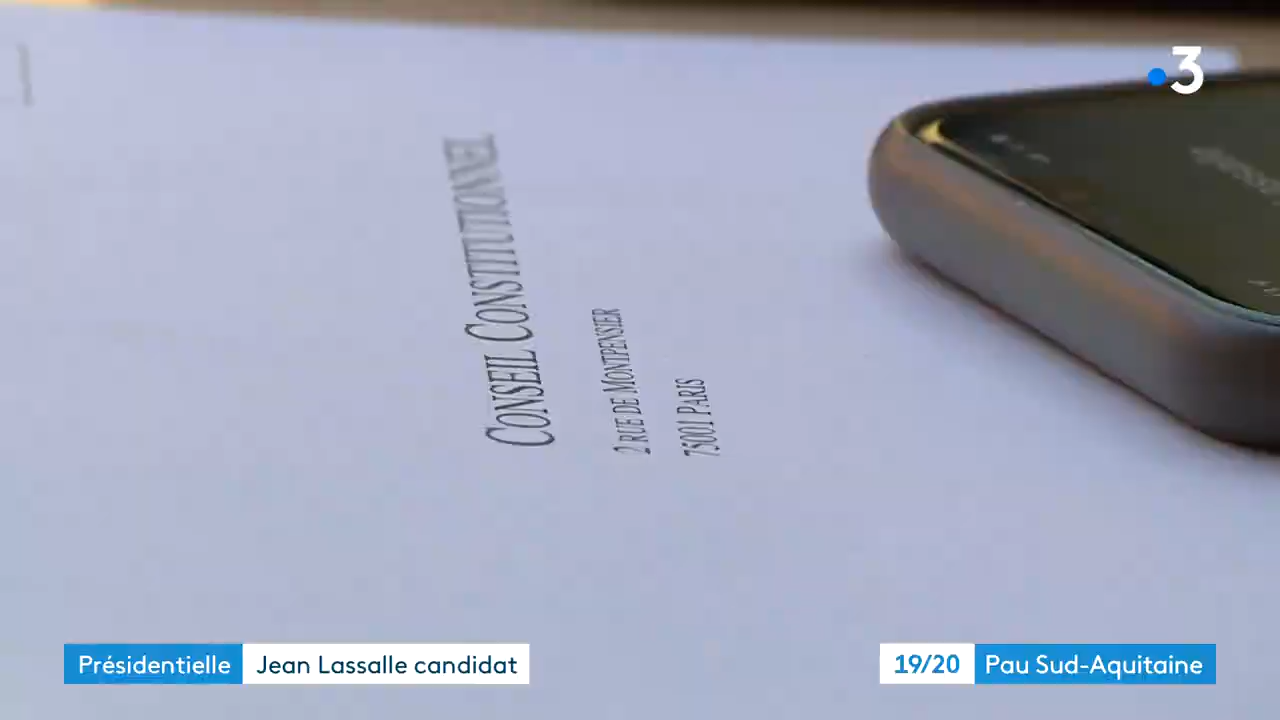 3
CONSEIL CONSTITUTIONNEL
2 RUE DE MONTPENSIER
75001 PARIS
Présidentielle Jean Lassalle candidat
19/20 Pau Sud-Aquitaine